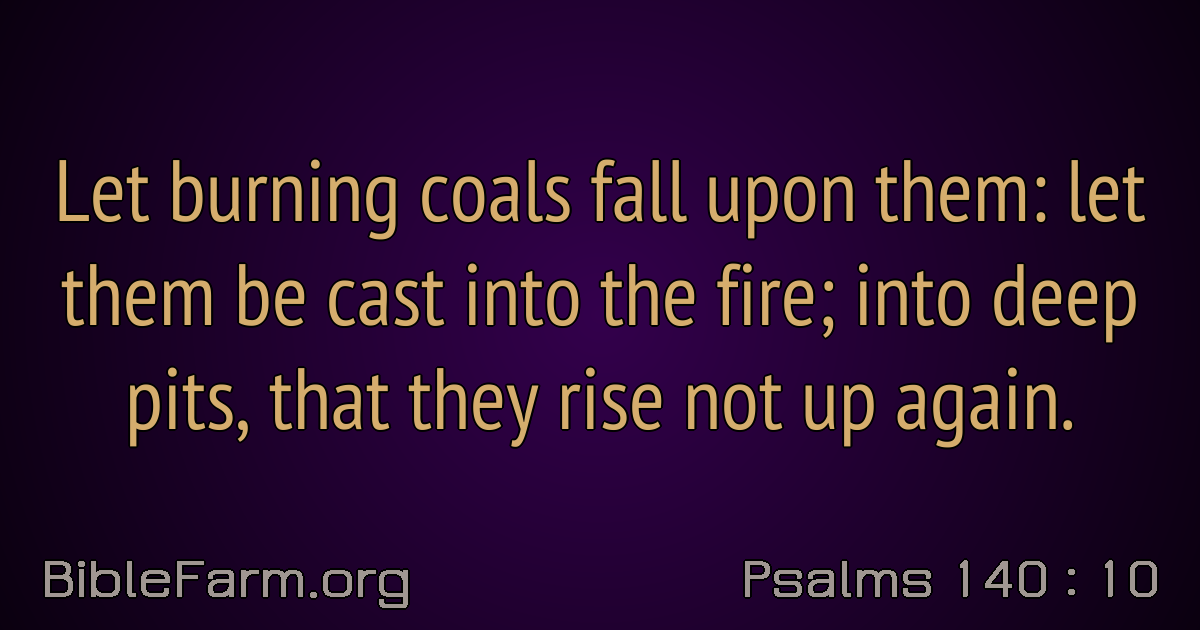 Let burning coals fall upon them: let
them be cast into the fire; into deep
pits, that they rise not up again.
BibleFarm.org
Psalms 140 : 10